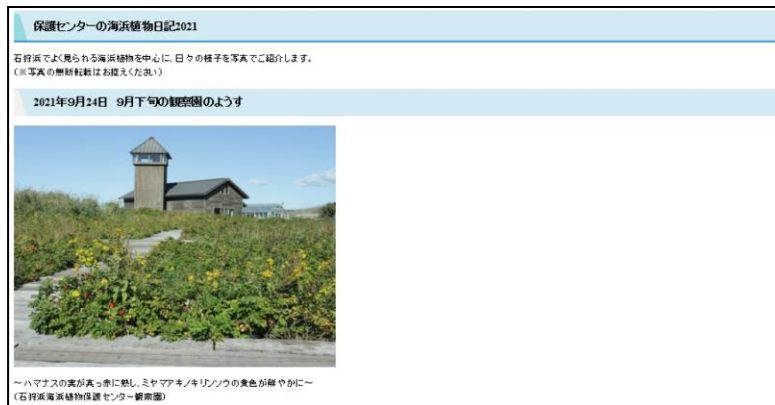 保護センターの海浜植物日記2021
石狩浜でよく見られる海浜植物を中心に、日々の様子を写真でご紹介します。
(※写真の無断転載はお控えください)
2021年9月24日 9月下旬の観察園のようす
～ハマナスの実が真っ赤に熟し、ミヤマアキノキリンソウの黄色が鮮やかに～
(石狩浜海浜植物保護センター観察園)